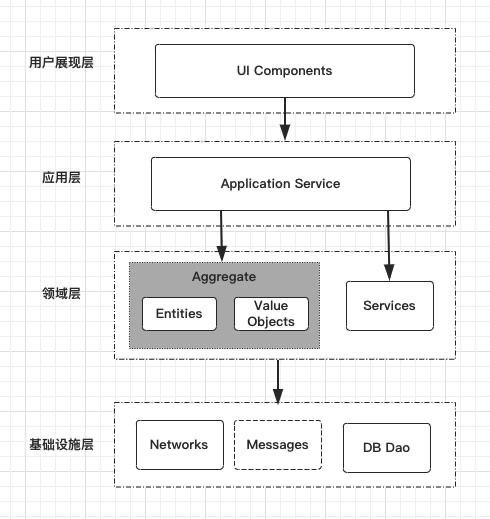 用户展现层
UI Components
应用层
Application Service
领域层
Aggregate
Entities
Value
Objects
Services
基础设施层
Networks
Messages
DB Dao